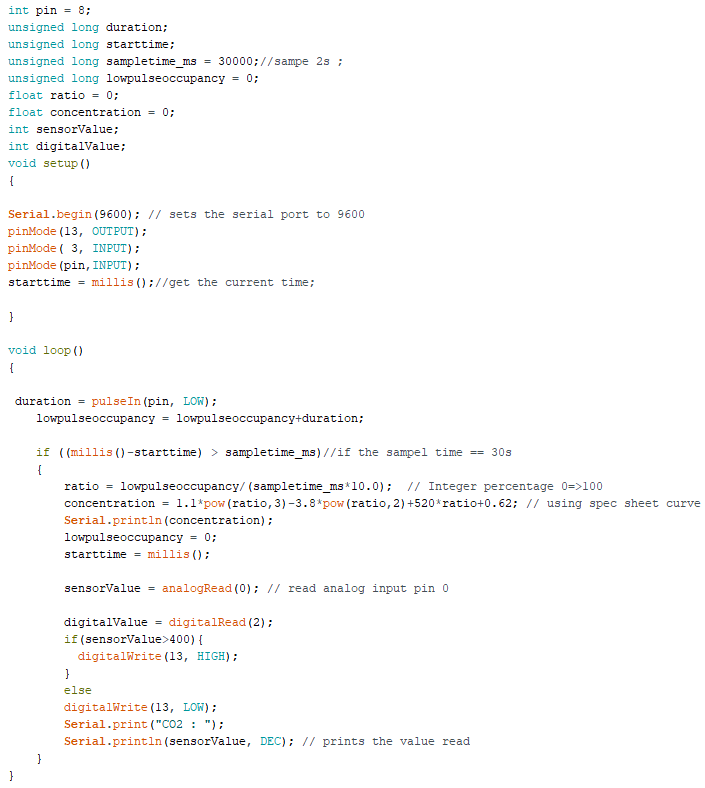 int pin = 8;
unsigned long duration;
unsigned long starttime;
unsigned long sampletime_ms = 30000;//sampe 2s ;
unsigned long lowpulseoccupancy = 0;
float ratio = 0;
float concentration = 0;
int sensorValue;
int digitalValue;
void setup()
{
Serial.begin(9600); // sets the serial port to 9600
pinMode(13, OUTPUT);
pinMode( 3, INPUT);
pinMode(pin,INPUT);
starttime = millis();//get the current time;
}
void loop()
{
duration = pulseIn(pin, LOW);
lowpulseoccupancy = lowpulseoccupancy+duration;
if ((millis()-starttime) > sampletime_ms)//if the sampel time == 30s
{
ratio = lowpulseoccupancy/(sampletime_ms*10.0);  // Integer percentage 0=>100
concentration = 1.1*pow(ratio,3)-3.8*pow(ratio,2)+520*ratio+0.62; // using spec sheet curve
Serial.println(concentration);
lowpulseoccupancy = 0;
starttime = millis();
sensorValue = analogRead(0); // read analog input pin 0
digitalValue = digitalRead(2);
if(sensorValue>400){
digitalWrite(13, HIGH);
}
else
digitalWrite(13, LOW);
Serial.print("CO2 : ");
Serial.println(sensorValue, DEC); // prints the value read
}
}